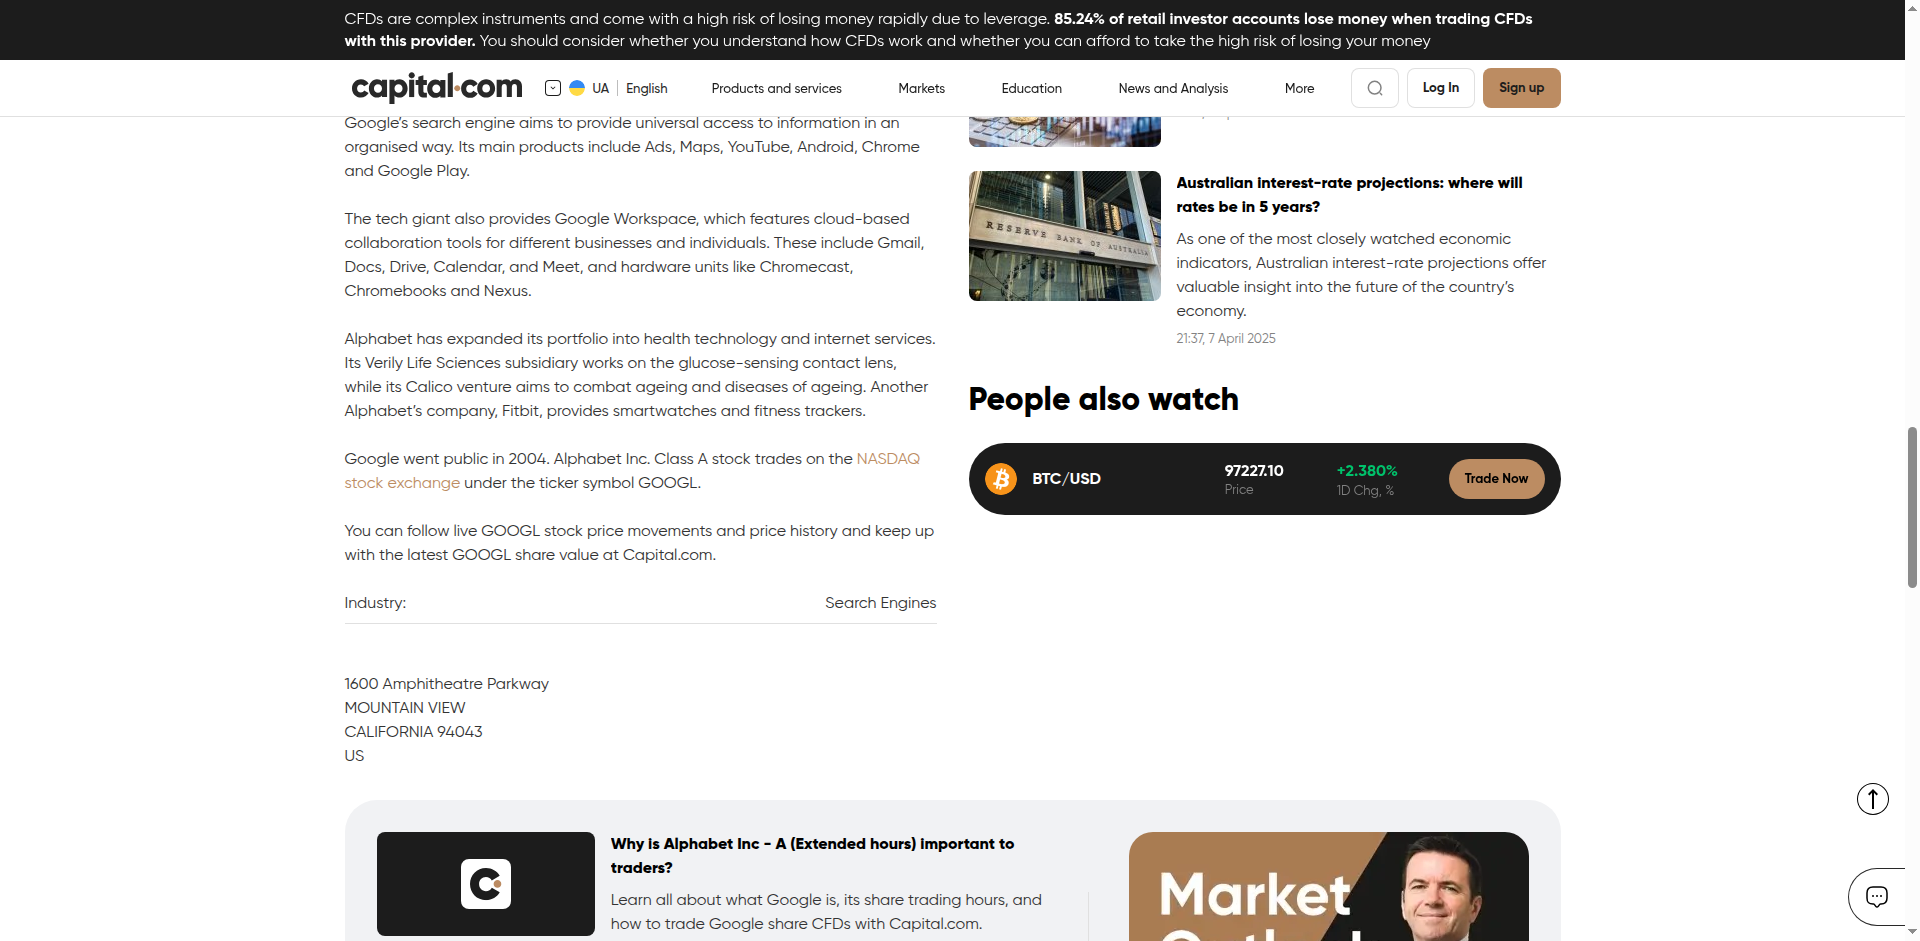 CFDs are complex instruments and come with a high risk of losing money rapidly due to leverage. 85.24% of retail investor accounts lose money when trading CFDs
with this provider. You should consider whether you understand how CFDs work and whether you can afford to take the high risk of losing your money
capital.com
UA | English
Products and services
Markets
Education
News and Analysis
More
Log In
Sign up
Google’s search engine aims to provide universal access to information in an
organised way. Its main products include Ads, Maps, YouTube, Android, Chrome
and Google Play.
The tech giant also provides Google Workspace, which features cloud-based
collaboration tools for different businesses and individuals. These include Gmail,
Docs, Drive, Calendar, and Meet, and hardware units like Chromecast,
Chromebooks and Nexus.
Alphabet has expanded its portfolio into health technology and internet services.
Its Verily Life Sciences subsidiary works on the glucose-sensing contact lens,
while its Calico venture aims to combat ageing and diseases of ageing. Another
Alphabet’s company, Fitbit, provides smartwatches and fitness trackers.
Google went public in 2004. Alphabet Inc. Class A stock trades on the NASDAQ
stock exchange under the ticker symbol GOOGL.
You can follow live GOOGL stock price movements and price history and keep up
with the latest GOOGL share value at Capital.com.
Industry:
Search Engines
1600 Amphitheatre Parkway
MOUNTAIN VIEW
CALIFORNIA 94043
US
RESERVE BANK OF AUSTRALIA
Australian interest-rate projections: where will
rates be in 5 years?
As one of the most closely watched economic
indicators, Australian interest-rate projections offer
valuable insight into the future of the country’s
economy.
21:37, 7 April 2025
People also watch
BTC/USD
97227.10
Price
+2.380%
1D Chg, %
Trade Now
Why is Alphabet Inc - A (Extended hours) important to
traders?
Learn all about what Google is, its share trading hours, and
how to trade Google share CFDs with Capital.com.
Market